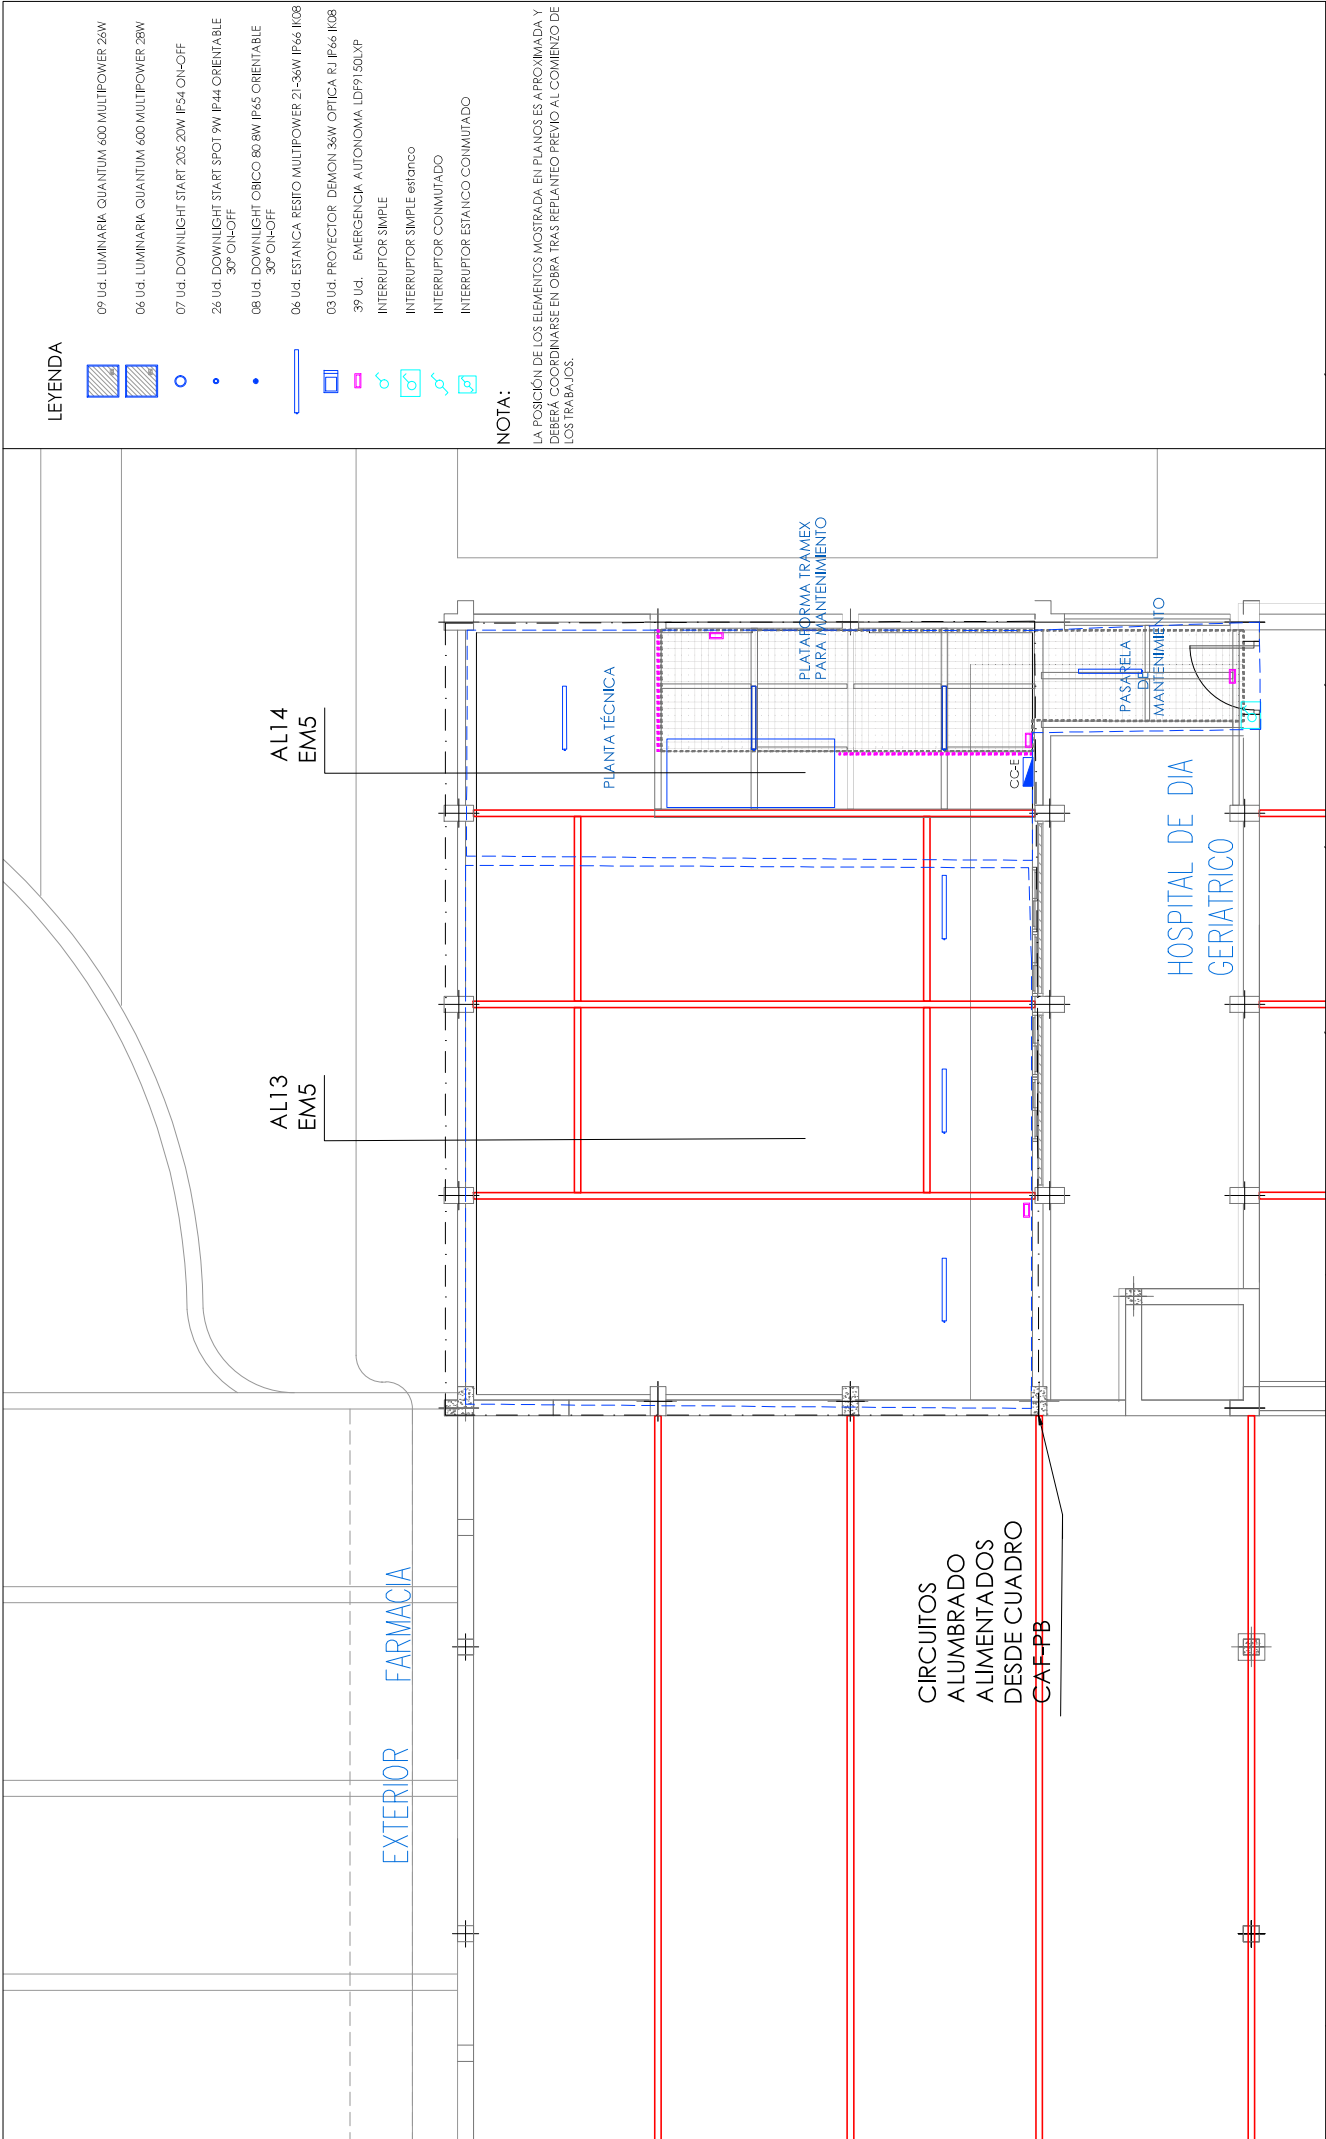 LEYENDA
09 Ud. LUMINARIA QUANTUM 600 MULTIPOWER 26W
06 Ud. LUMINARIA QUANTUM 600 MULTIPOWER 28W
07 Ud. DOWNLIGHT START 205 20W IP54 ON-OFF
26 Ud. DOWNLIGHT START SPOT 9W IP44 ORIENTABLE
30º ON-OFF
08 Ud. DOWNLIGHT OBICO 80 8W IP65 ORIENTABLE
30º ON-OFF
06 Ud. ESTANCA RESITO MULTIPOWER 21-36W IP66 IK08
03 Ud. PROYECTOR DEMON 36W OPTICA RJ IP66 IK08
39 Ud. EMERGENCIA AUTONOMA LDF9150LXP
INTERRUPTOR SIMPLE
INTERRUPTOR SIMPLE estanco
INTERRUPTOR CONMUTADO
INTERRUPTOR ESTANCO CONMUTADO
NOTA:
LA POSICIÓN DE LOS ELEMENTOS MOSTRADA EN PLANOS ES APROXIMADA Y
DEBERÁ COORDINARSE EN OBRA TRAS REPLANTEO PREVIO AL COMIENZO DE
LOS TRABAJOS.
AL14
EM5
PLANTA TÉCNICA
PLATAFORMA TRAMEX
PARA MANTENIMIENTO
PASARELA
DE
MANTENIMIENTO
CC-E
HOSPITAL DE DIA
GERIATRICO
AL13
EM5
EXTERIOR FARMACIA
CIRCUITOS
ALUMBRADO
ALIMENTADOS
DESDE CUADRO
CAF-PB